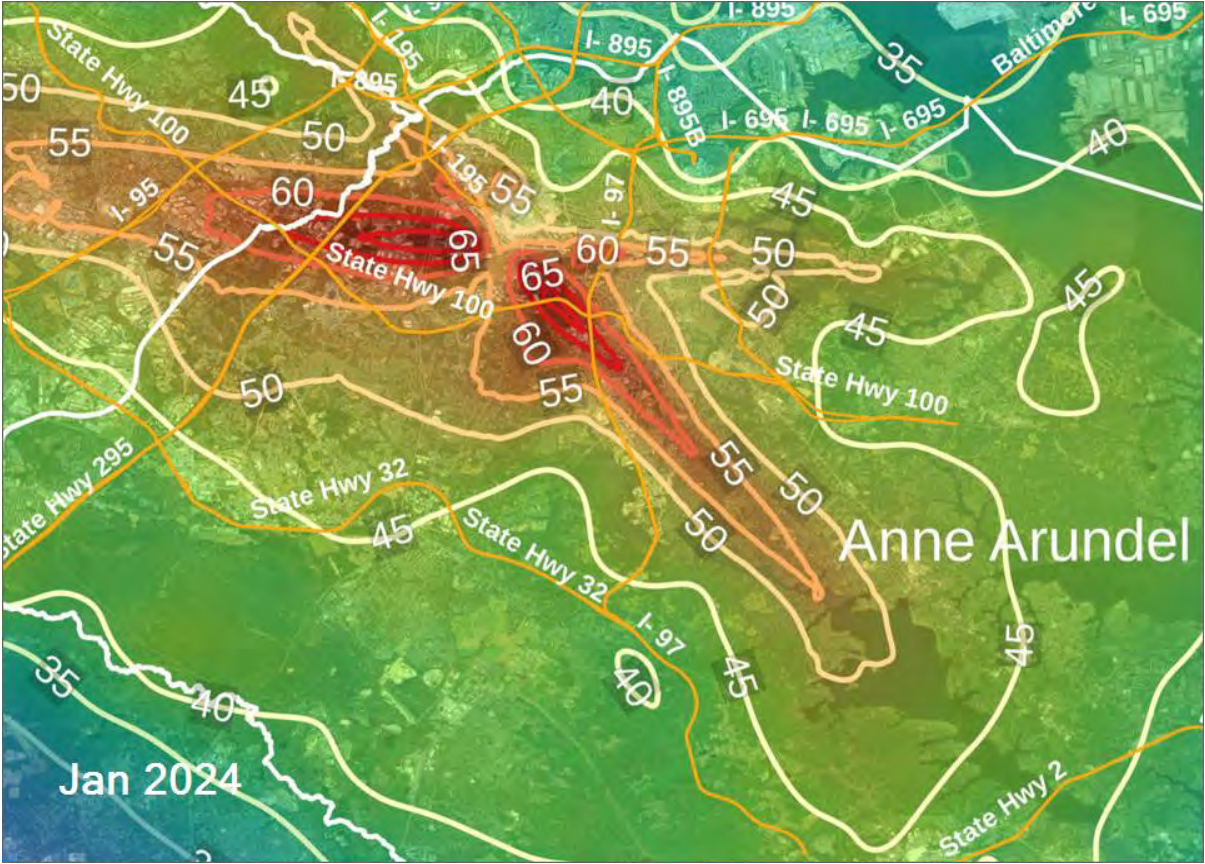 I- 195
I- 895
I- 695
35
Baltimore
I- 895
State Hwy 100
50
45
I- 895
40
I- 895B
I- 695
I- 695
I- 695
55
50
I- 195
40
I- 95
60
55
I- 97
45
55
65
State Hwy 100
65
60
55
50
50
45
45
60
State Hwy 100
50
55
State Hwy 295
State Hwy 32
45
55
50
50
Anne Arundel
State Hwy 32
I- 97
45
45
40
35
40
Jan 2024
State Hwy 2